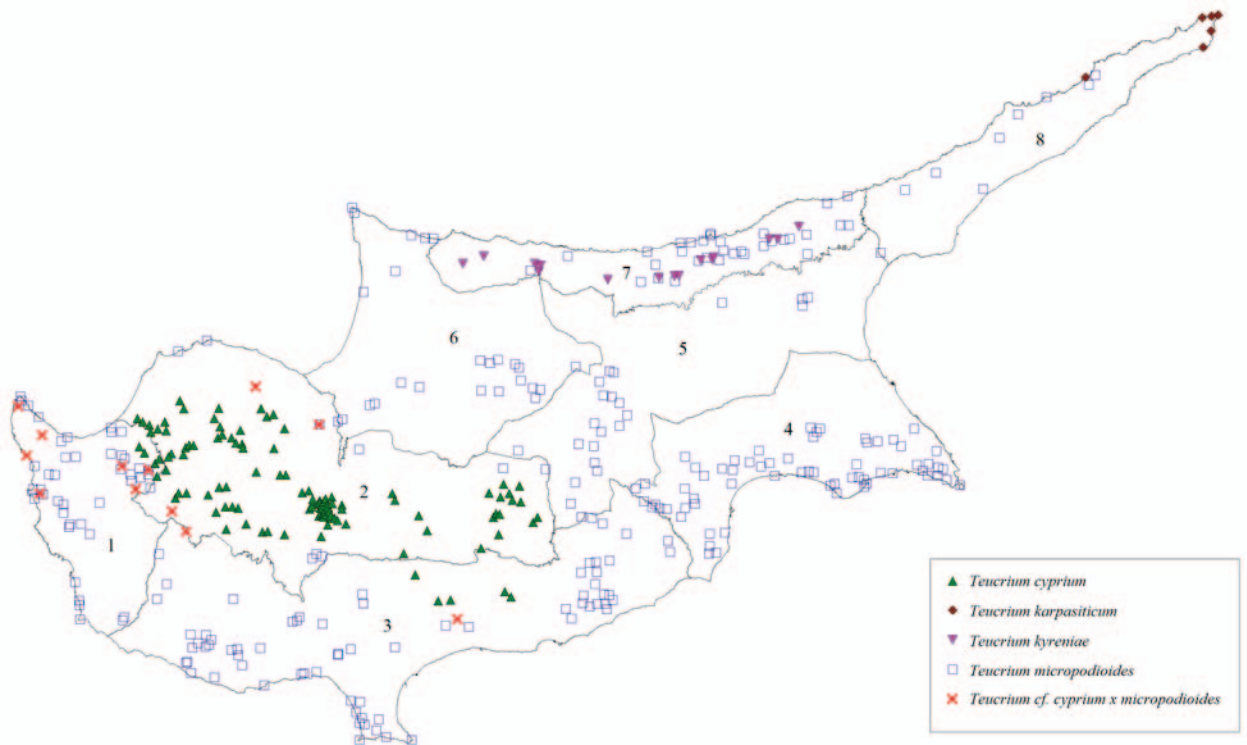 8
7
6
5
4
2
1
3
Teucrium cyprium
Teucrium karpasiticum
Teucrium kyreniae
Teucrium micropodioides
Teucrium cf. cyprium x micropodioides